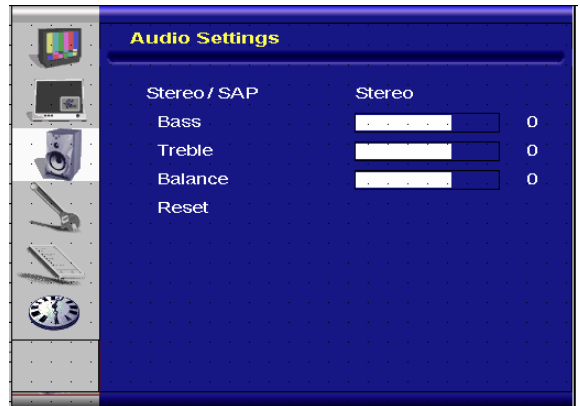 Audio Settings
Stereo / SAP Stereo
Bass 0
Treble 0
Balance 0
Reset